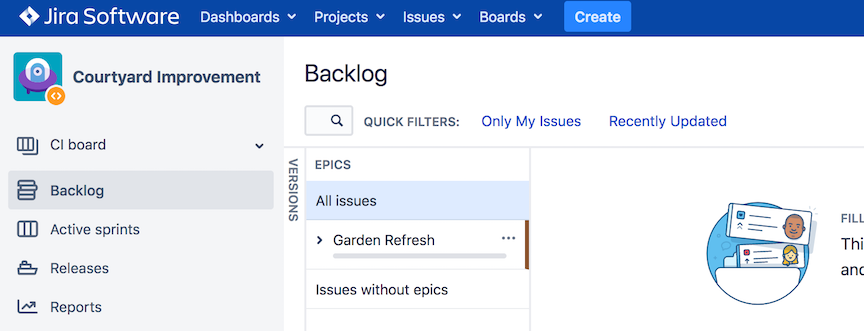 Jira Software Dashboards Projects Issues Boards Create
Courtyard Improvement
CI board
Backlog
Active sprints
Releases
Reports
Backlog
QUICK FILTERS: Only My Issues Recently Updated
VERSIONS
EPICS
All issues
Garden Refresh
Issues without epics
and